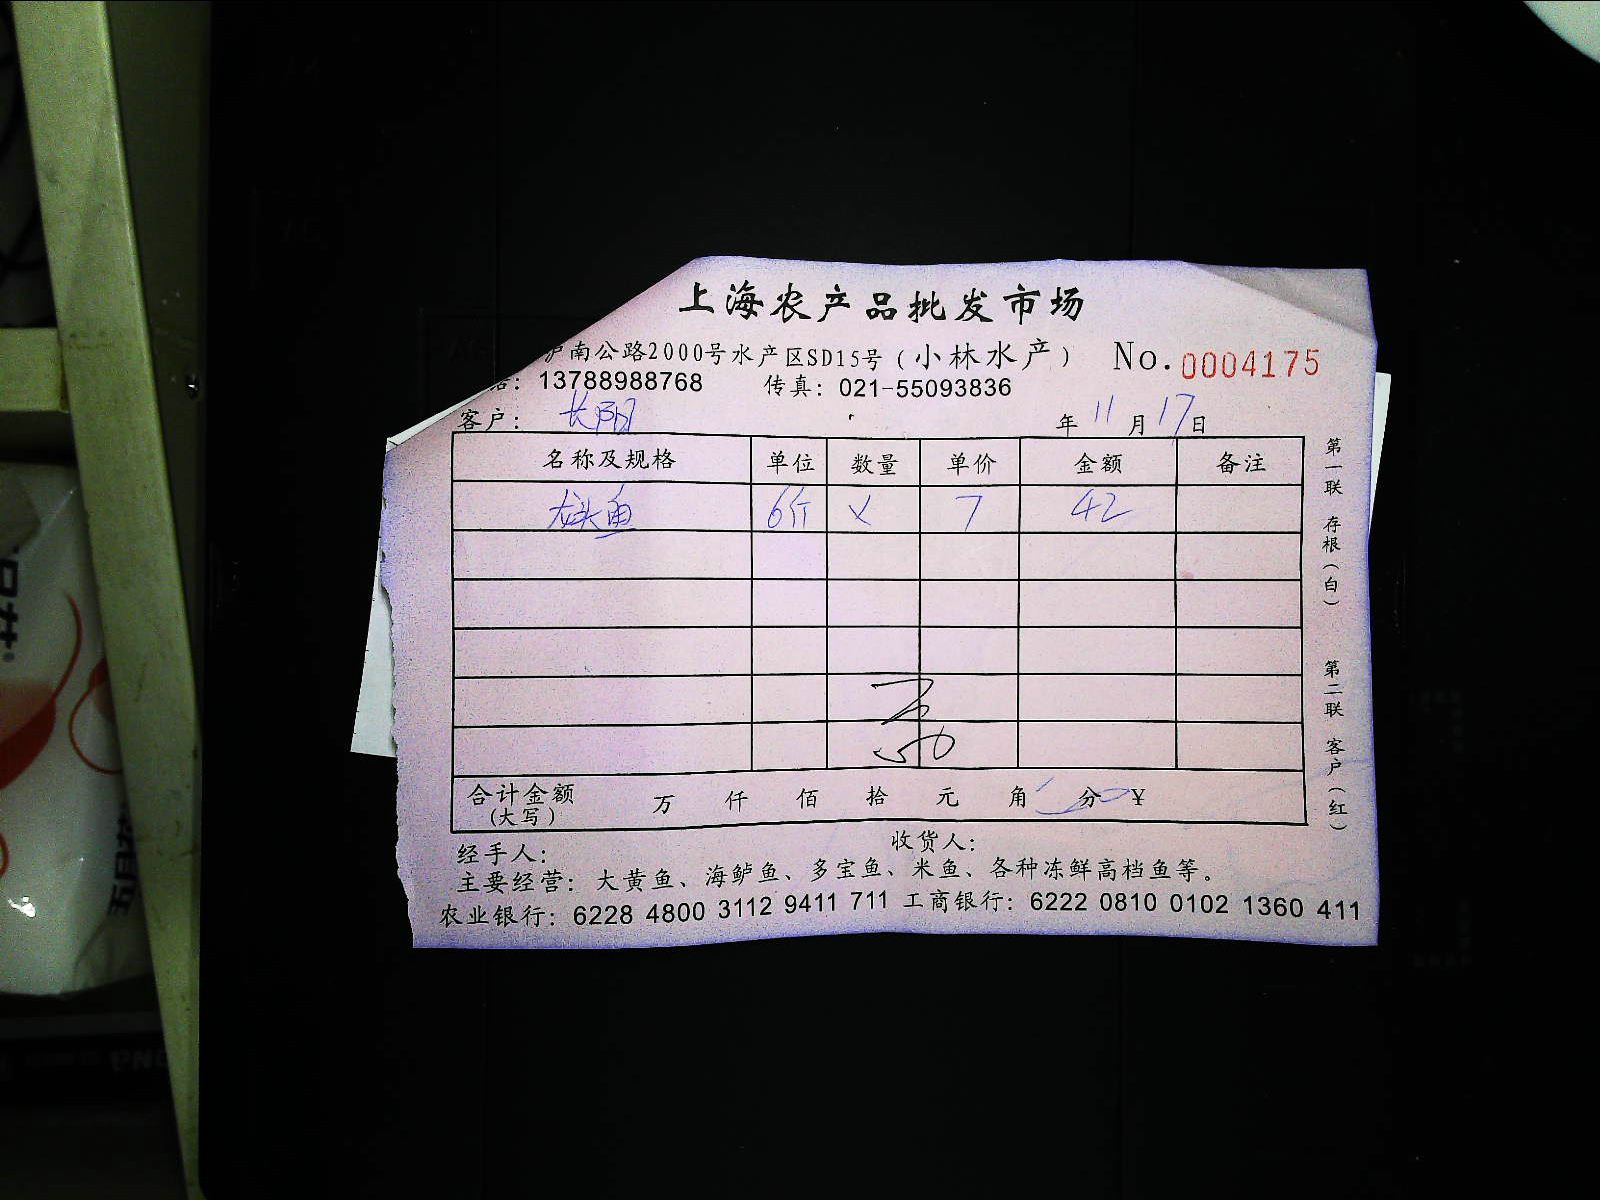 上海农产品批发市场
沪南公路2000号水产区SD15号(小林水产) No.0004175
话: 13788988768 传真: 021-55093836
客户: 长阳 年 11 月 17 日
名称及规格 单位 数量 单价 金额 备注
龙头鱼 6斤 × 7 42
合计金额 万 仟 佰 拾 元 角 分 ¥
(大写)
收货人:
经手人:
主要经营: 大黄鱼、海鲈鱼、多宝鱼、米鱼、各种冻鲜高档鱼等。
农业银行: 6228 4800 3112 9411 711 工商银行: 6222 0810 0102 1360 411
第一联 存根(白)
第二联 客户(红)